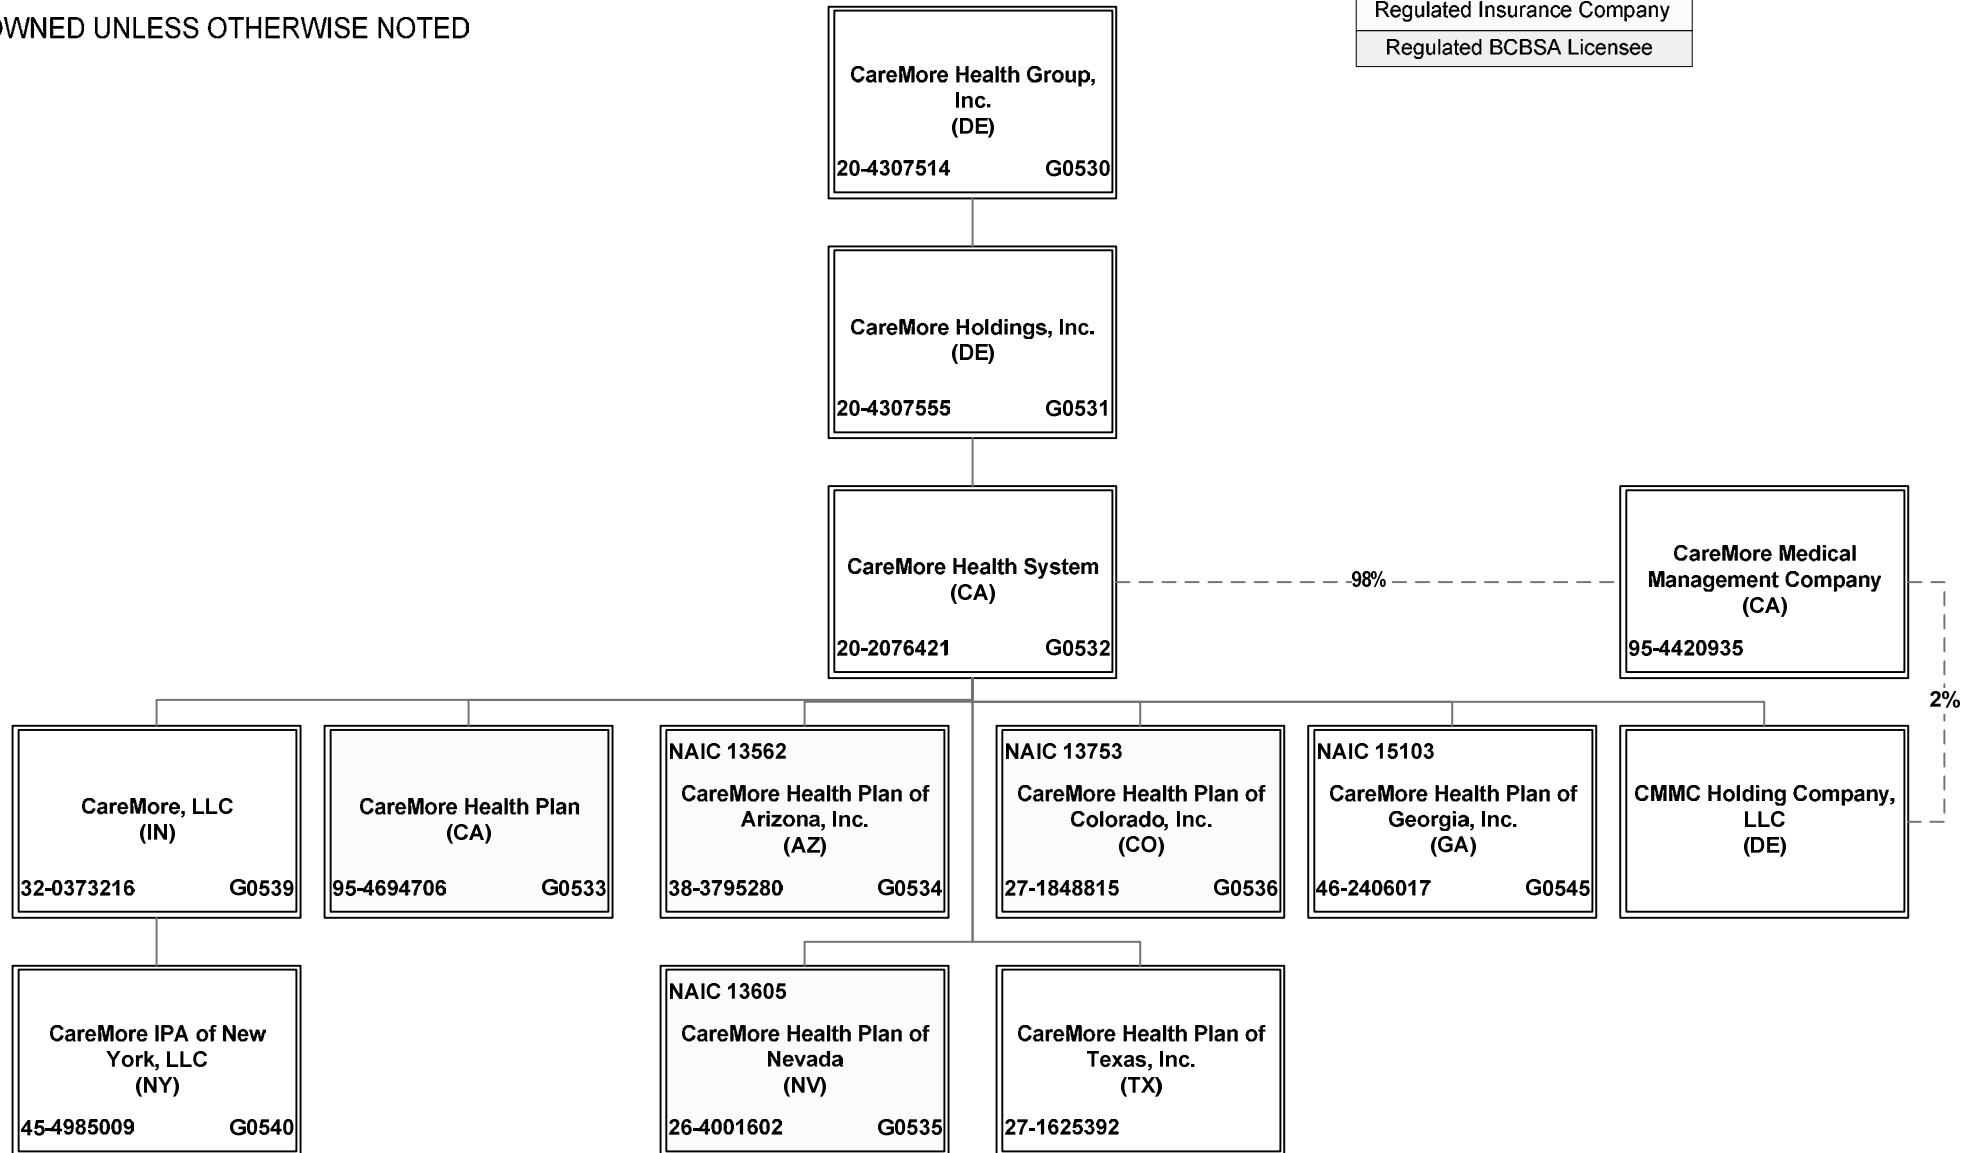 OWNED UNLESS OTHERWISE NOTED
Regulated Insurance Company
Regulated BCBSA Licensee
CareMore Health Group,
Inc.
(DE)
20-4307514 G0530
CareMore Holdings, Inc.
(DE)
20-4307555 G0531
CareMore Health System
(CA)
20-2076421 G0532
98%
CareMore Medical
Management Company
(CA)
95-4420935
2%
CareMore, LLC
(IN)
32-0373216 G0539
CareMore Health Plan
(CA)
95-4694706 G0533
NAIC 13562
CareMore Health Plan of
Arizona, Inc.
(AZ)
38-3795280 G0534
NAIC 13753
CareMore Health Plan of
Colorado, Inc.
(CO)
27-1848815 G0536
NAIC 15103
CareMore Health Plan of
Georgia, Inc.
(GA)
46-2406017 G0545
CMMC Holding Company,
LLC
(DE)
CareMore IPA of New
York, LLC
(NY)
45-4985009 G0540
NAIC 13605
CareMore Health Plan of
Nevada
(NV)
26-4001602 G0535
CareMore Health Plan of
Texas, Inc.
(TX)
27-1625392